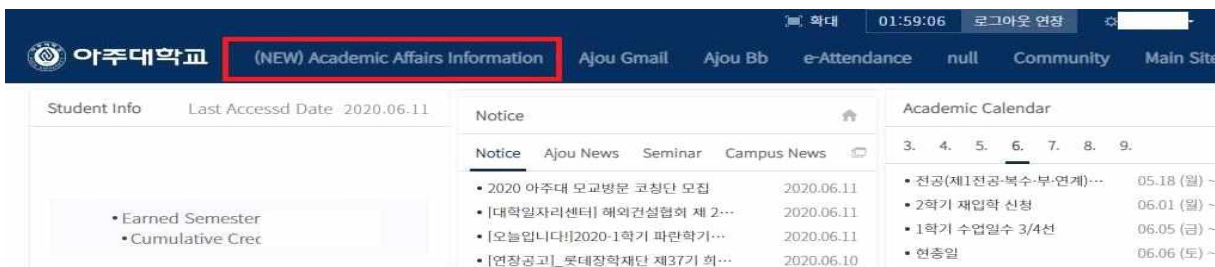 확대 01:59:06 로그아웃 연장
아주대학교 (NEW) Academic Affairs Information Ajou Gmail Ajou Bb e-Attendance null Community Main Site
Student Info Last Accessd Date 2020.06.11
• Earned Semester
• Cumulative Crec
Notice
Notice Ajou News Seminar Campus News
• 2020 아주대 모교방문 코칭단 모집 2020.06.11
• [대학일자리센터] 해외건설협회 제 2… 2020.06.11
• [오늘입니다!]2020-1학기 파란학기… 2020.06.11
• [연장공고]_롯데장학재단 제37기 희… 2020.06.10
Academic Calendar
3. 4. 5. 6. 7. 8. 9.
• 전공(제1전공·복수·부·연계)… 05.18 (월) ~
• 2학기 재입학 신청 06.01 (월) ~
• 1학기 수업일수 3/4선 06.05 (금) ~
• 현충일 06.06 (토) ~